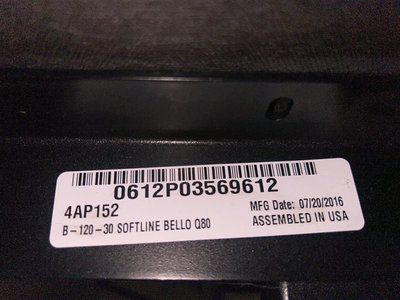 0612P03569612
4AP152
MFG Date: 07/20/2016
B-120-30 SOFTLINE BELLO Q80
ASSEMBLED IN USA